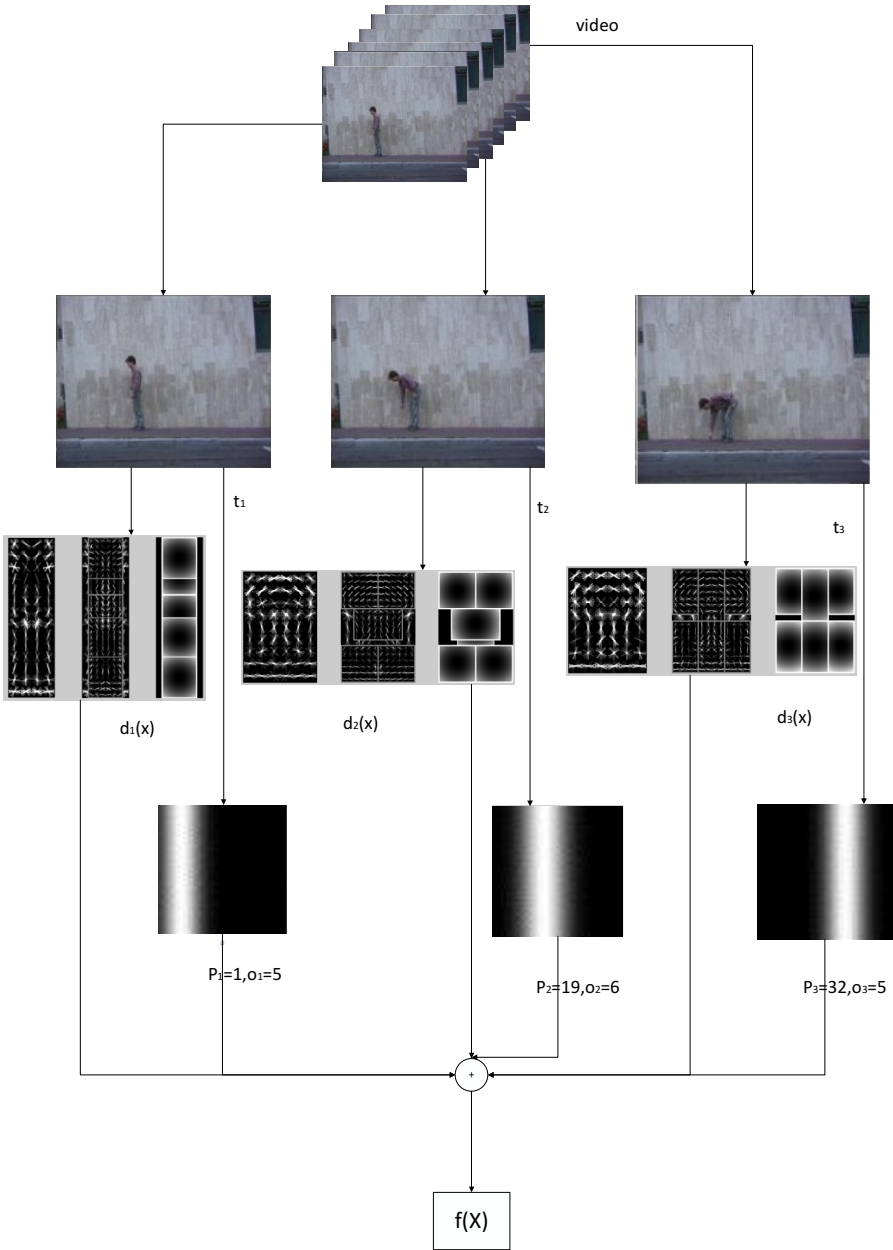 video
t₁
t₂
t₃
d₁(x)
d₂(x)
d₃(x)
P₁=1,o₁=5
P₂=19,o₂=6
P₃=32,o₃=5
+
f(X)